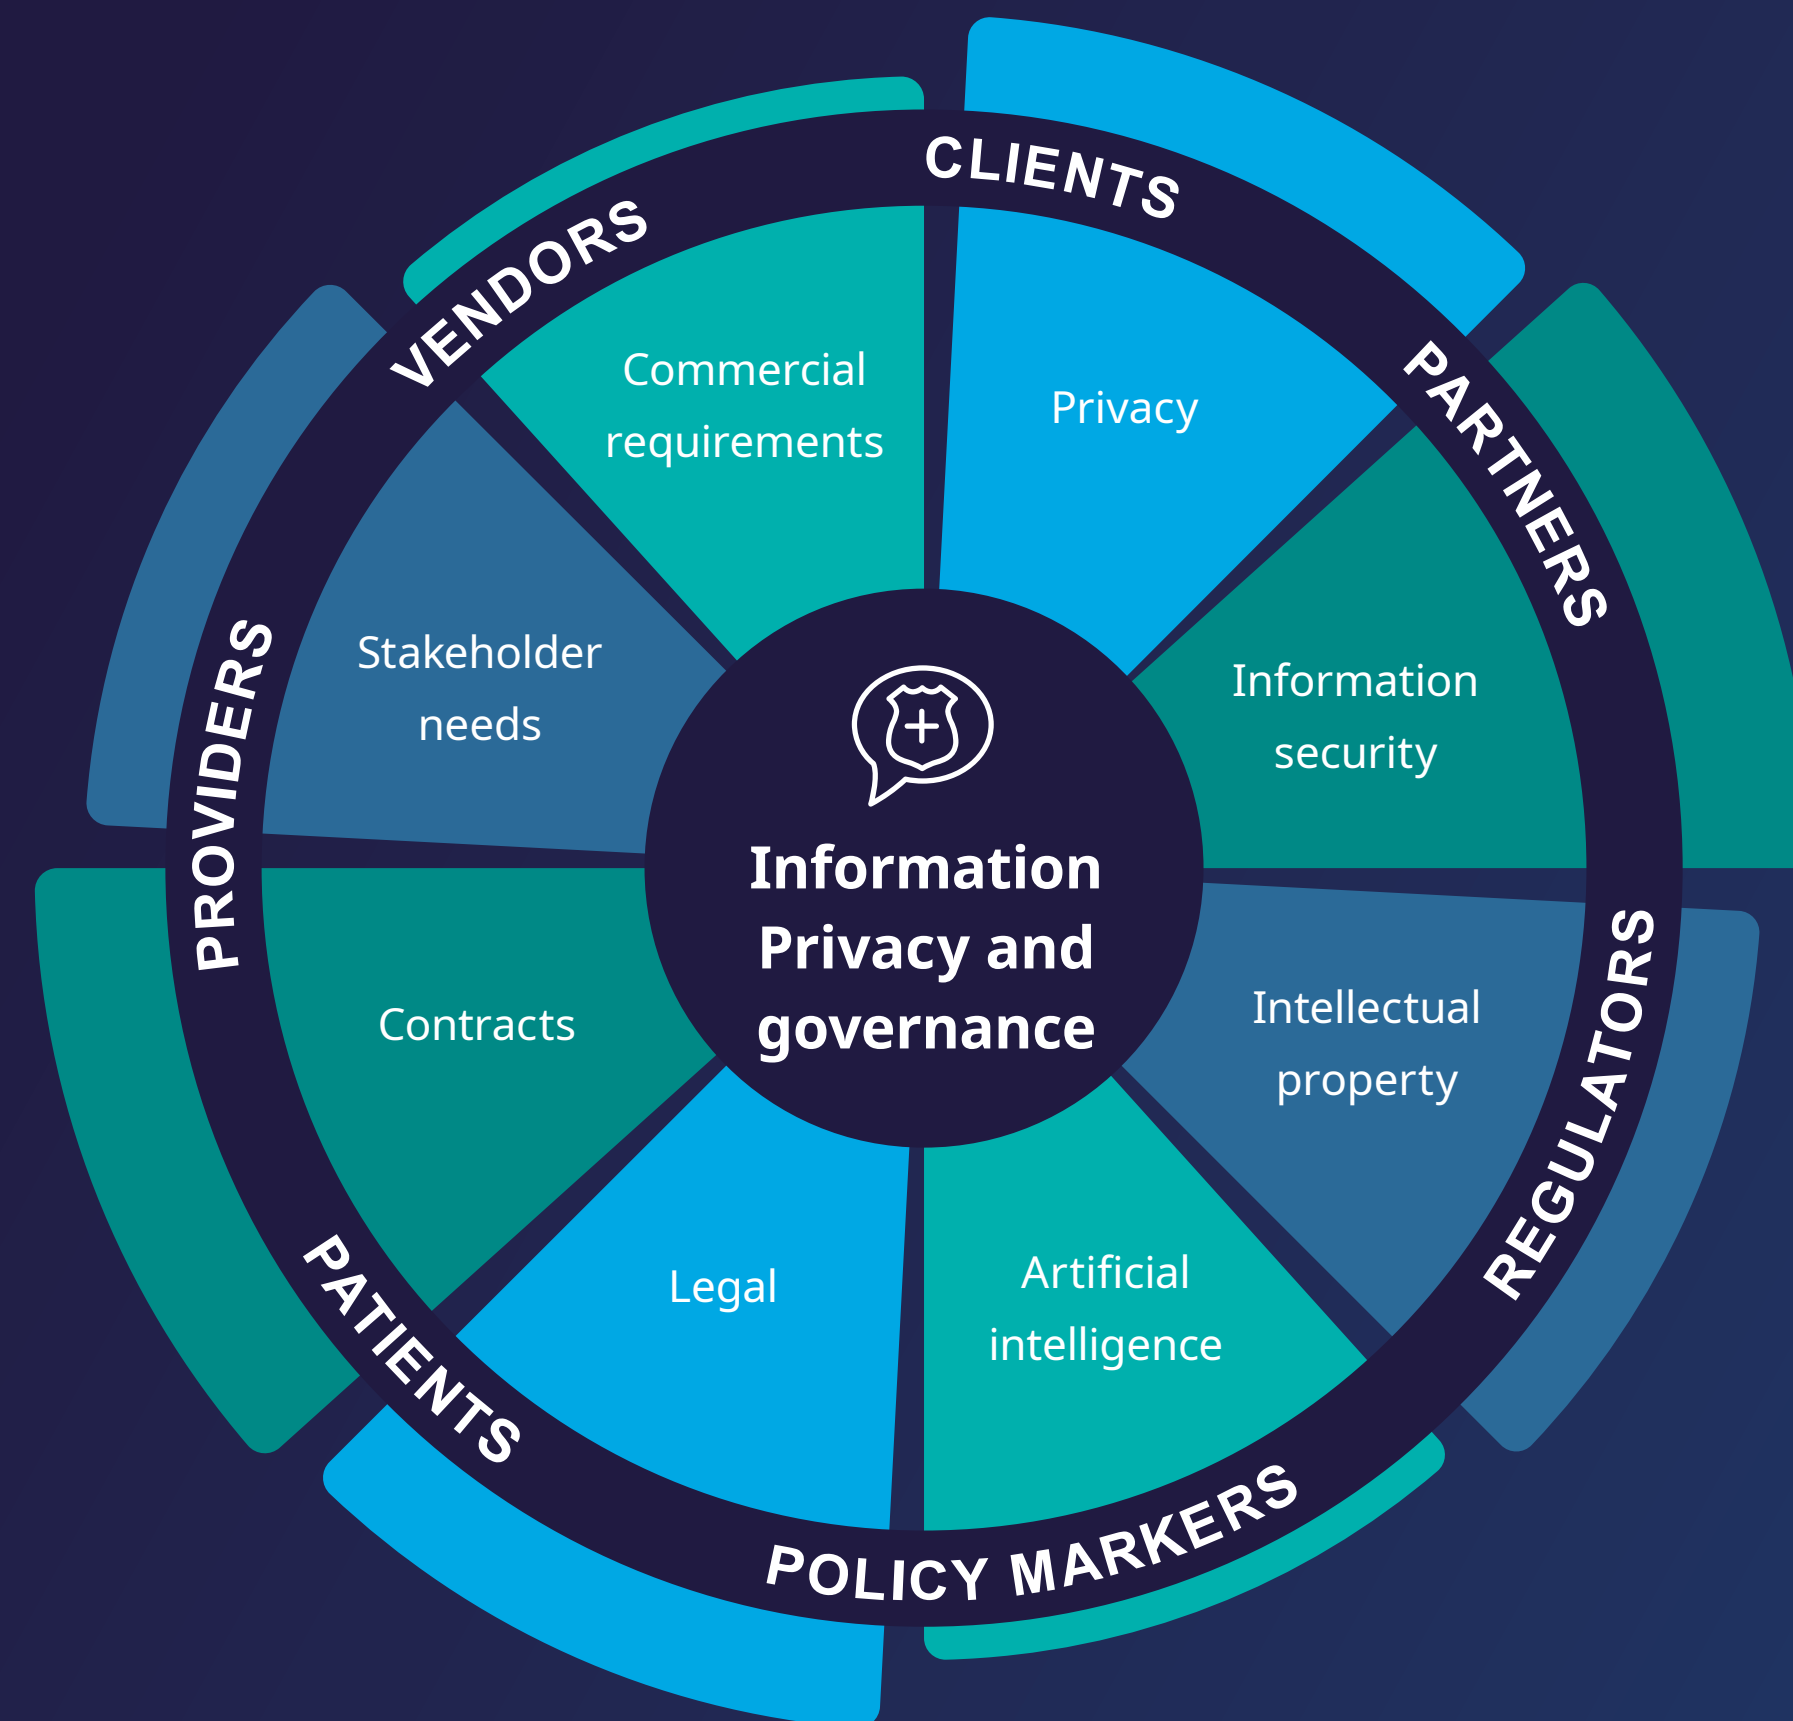 CLIENTS
PARTNERS
REGULATORS
POLICY MARKERS
PATIENTS
PROVIDERS
VENDORS
Privacy
Information
security
Intellectual
property
Artificial
intelligence
Legal
Contracts
Stakeholder
needs
Commercial
requirements
Information
Privacy and
governance